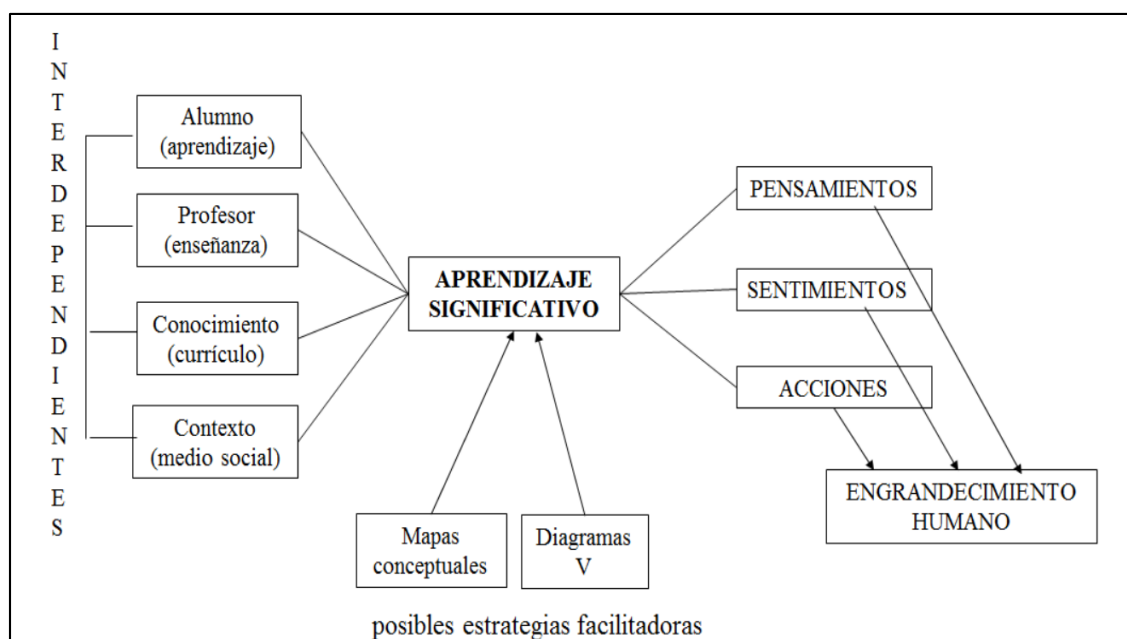 INTERDEPENDIENTES
Alumno
(aprendizaje)
Profesor
(enseñanza)
Conocimiento
(currículo)
Contexto
(medio social)
APRENDIZAJE
SIGNIFICATIVO
PENSAMIENTOS
SENTIMIENTOS
ACCIONES
ENGRANDECIMIENTO
HUMANO
Mapas
conceptuales
Diagramas
V
posibles estrategias facilitadoras